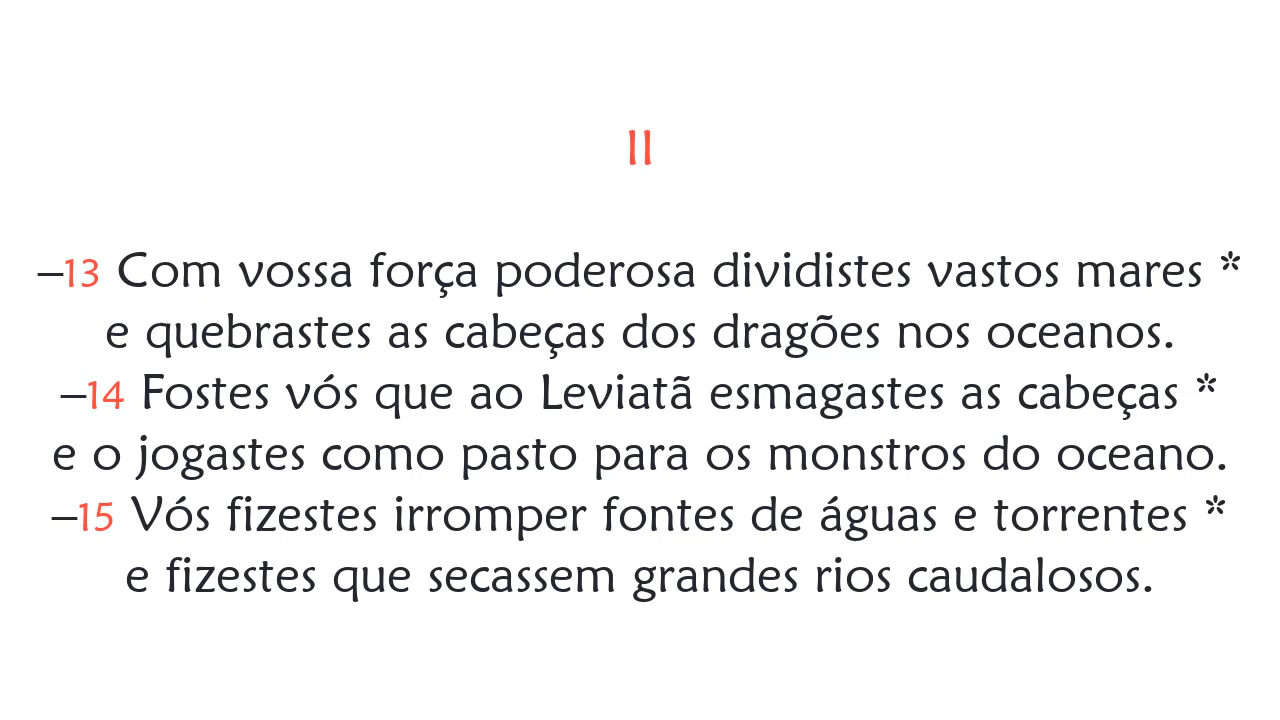 II
–13 Com vossa força poderosa dividistes vastos mares *
e quebrastes as cabeças dos dragões nos oceanos.
–14 Fostes vós que ao Leviatã esmagastes as cabeças *
e o jogastes como pasto para os monstros do oceano.
–15 Vós fizestes irromper fontes de águas e torrentes *
e fizestes que secassem grandes rios caudalosos.